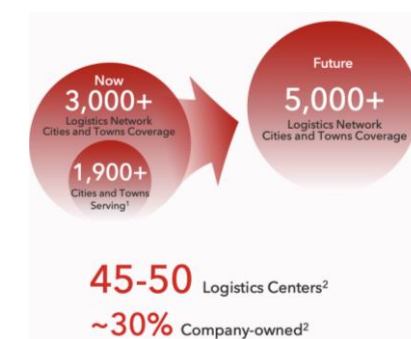 Now
3,000+
Logistics Network
Cities and Towns Coverage
1,900+
Cities and Towns
Serving¹
Future
5,000+
Logistics Network
Cities and Towns Coverage
45-50 Logistics Centers²
~30% Company-owned²